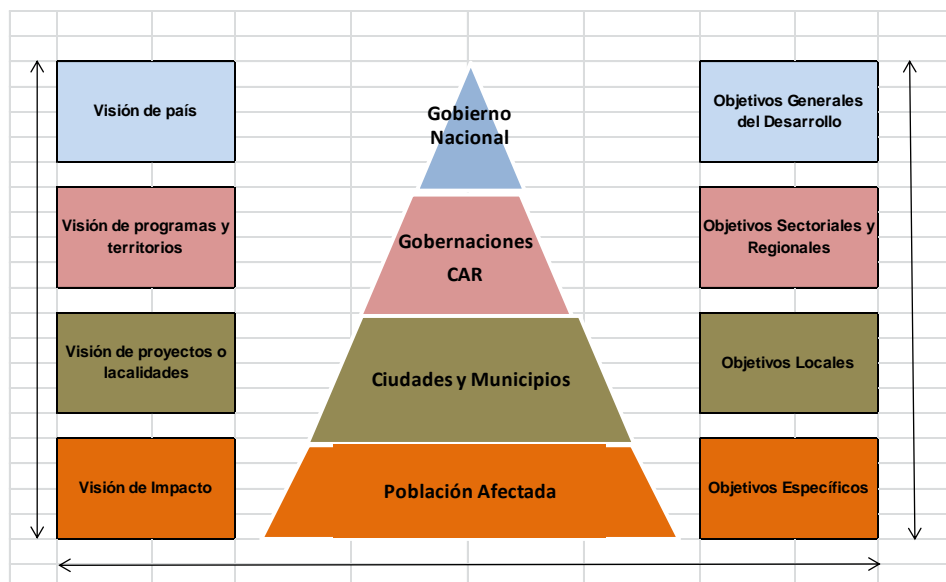 Visión de país
Gobierno
Nacional
Objetivos Generales
del Desarrollo
Visión de programas y
territorios
Gobernaciones
CAR
Objetivos Sectoriales y
Regionales
Visión de proyectos o
lacalidades
Ciudades y Municipios
Objetivos Locales
Visión de Impacto
Población Afectada
Objetivos Específicos